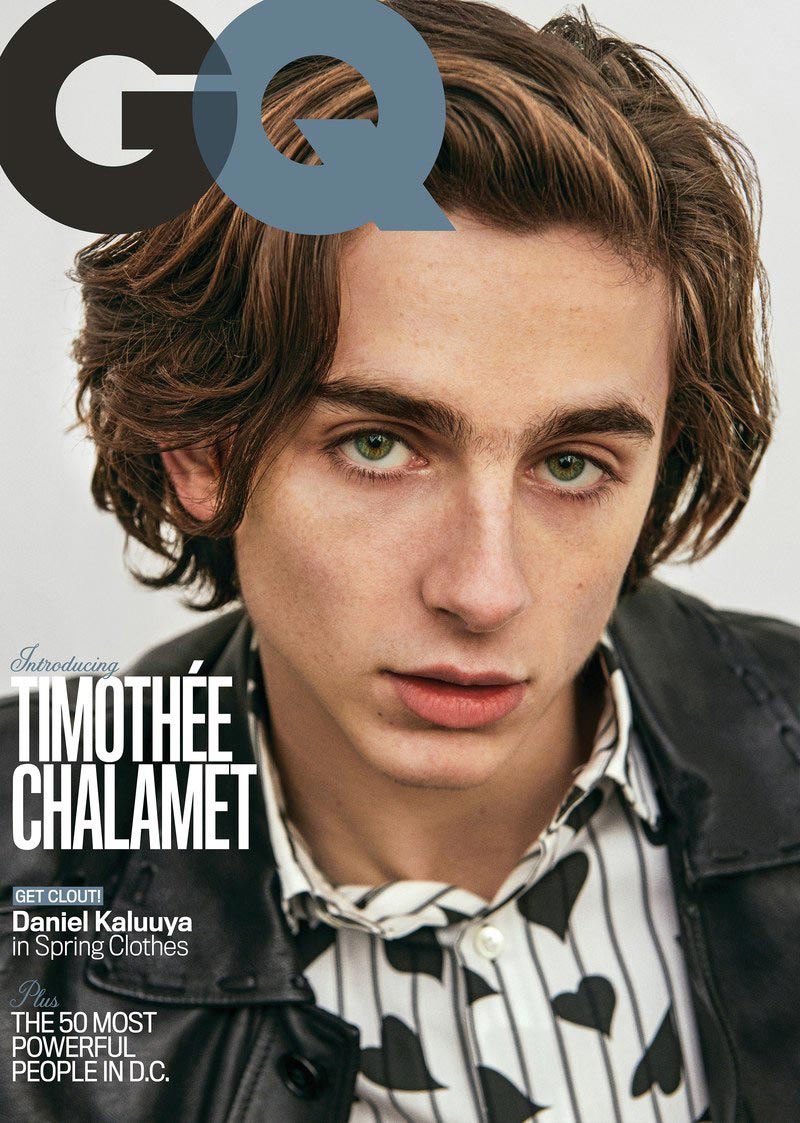 GQ
Introducing
TIMOTHÉE
CHALAMET
GET CLOUT!
Daniel Kaluuya
in Spring Clothes
Plus
THE 50 MOST
POWERFUL
PEOPLE IN D.C.